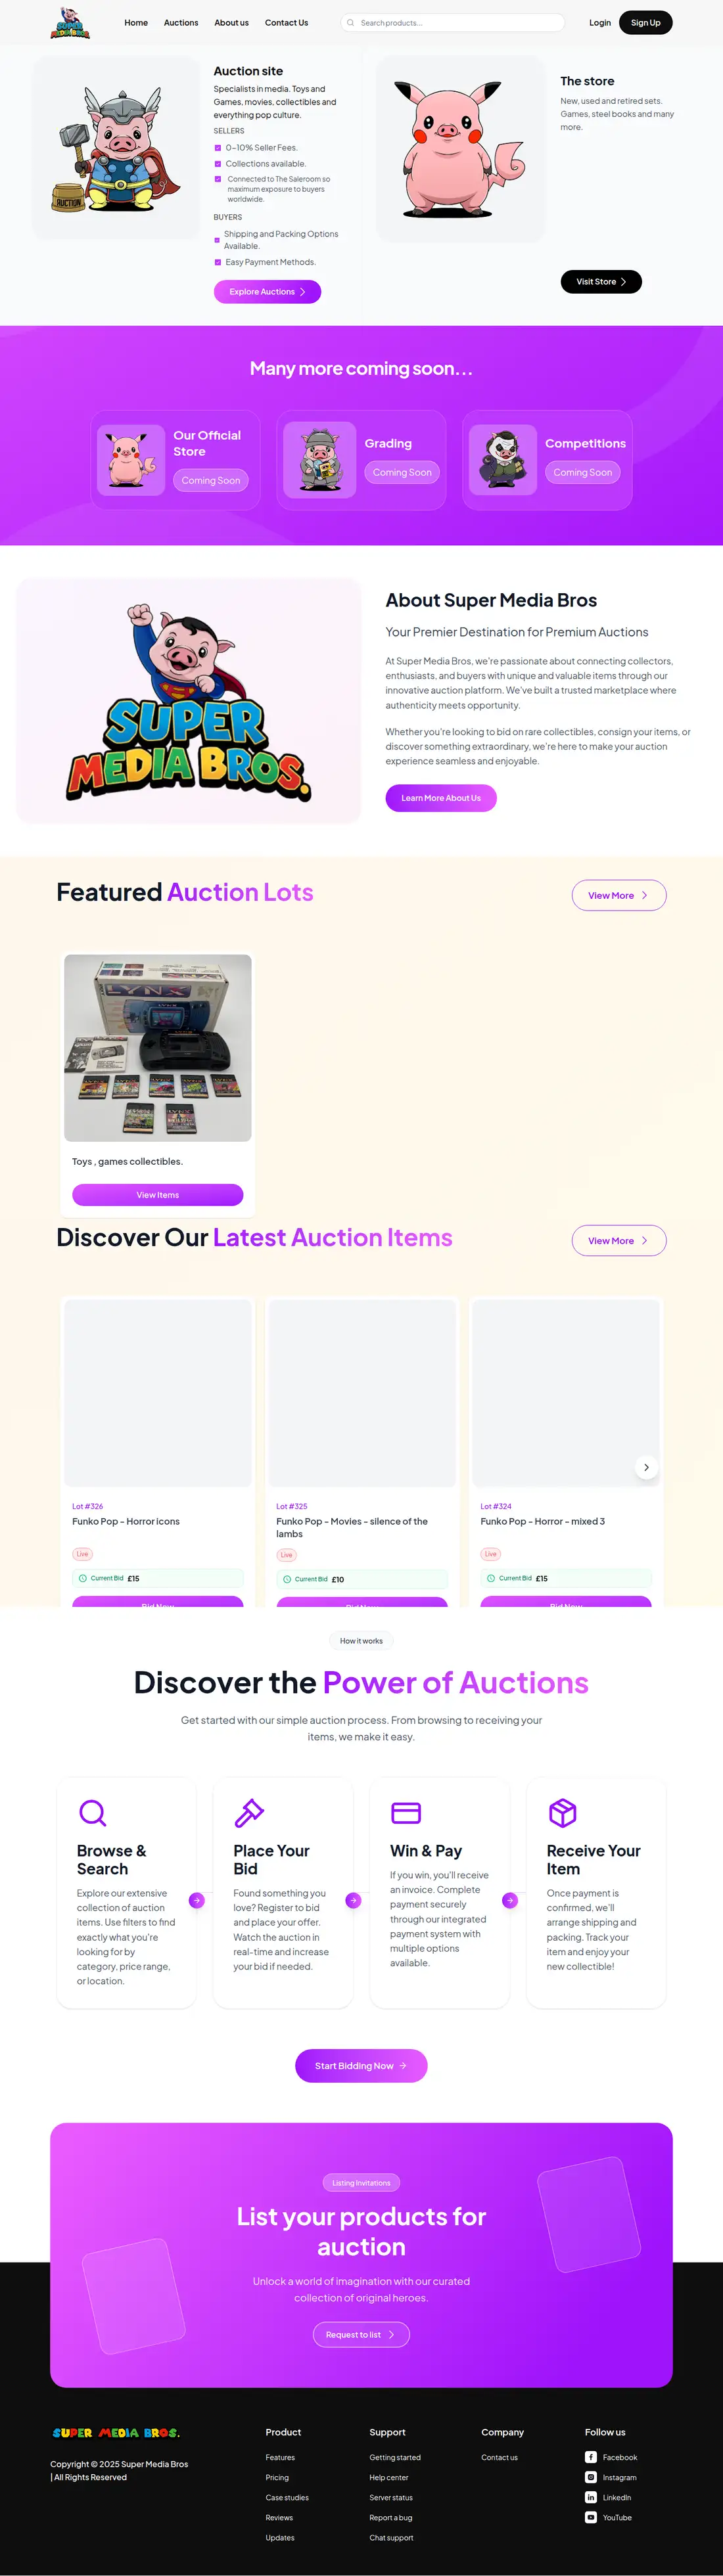 SUPER
MEDIA BROS
Home
Auctions
About us
Contact Us
Search products...
Login
Sign Up
AUCTION
Auction site
Specialists in media. Toys and
Games, movies, collectibles and
everything pop culture.
SELLERS
0-10% Seller Fees.
Collections available.
Connected to The Saleroom so
maximum exposure to buyers
worldwide.
BUYERS
Shipping and Packing Options
Available.
Easy Payment Methods.
Explore Auctions
The store
New, used and retired sets.
Games, steel books and many
more.
Visit Store
Many more coming soon...
Our Official
Store
Coming Soon
Grading
Coming Soon
Competitions
Coming Soon
SUPER
MEDIA BROS.
About Super Media Bros
Your Premier Destination for Premium Auctions
At Super Media Bros, we're passionate about connecting collectors,
enthusiasts, and buyers with unique and valuable items through our
innovative auction platform. We've built a trusted marketplace where
authenticity meets opportunity.
Whether you're looking to bid on rare collectibles, consign your items, or
discover something extraordinary, we're here to make your auction
experience seamless and enjoyable.
Learn More About Us
Featured Auction Lots
View More
LYNX
Toys , games collectibles.
View Items
Discover Our Latest Auction Items
View More
Lot #326
Funko Pop - Horror icons
Live
Current Bid £15
Bid Now
Lot #325
Funko Pop - Movies - silence of the
lambs
Live
Current Bid £10
Bid Now
Lot #324
Funko Pop - Horror - mixed 3
Live
Current Bid £15
Bid Now
How it works
Discover the Power of Auctions
Get started with our simple auction process. From browsing to receiving your
items, we make it easy.
Browse &
Search
Explore our extensive
collection of auction
items. Use filters to find
exactly what you're
looking for by
category, price range,
or location.
Place Your
Bid
Found something you
love? Register to bid
and place your offer.
Watch the auction in
real-time and increase
your bid if needed.
Win & Pay
If you win, you'll receive
an invoice. Complete
payment securely
through our integrated
payment system with
multiple options
available.
Receive Your
Item
Once payment is
confirmed, we'll
arrange shipping and
packing. Track your
item and enjoy your
new collectible!
Start Bidding Now
Listing Invitations
List your products for
auction
Unlock a world of imagination with our curated
collection of original heroes.
Request to list
SUPER MEDIA BROS.
Copyright © 2025 Super Media Bros
| All Rights Reserved
Product
Features
Pricing
Case studies
Reviews
Updates
Support
Getting started
Help center
Server status
Report a bug
Chat support
Company
Contact us
Follow us
Facebook
Instagram
LinkedIn
YouTube